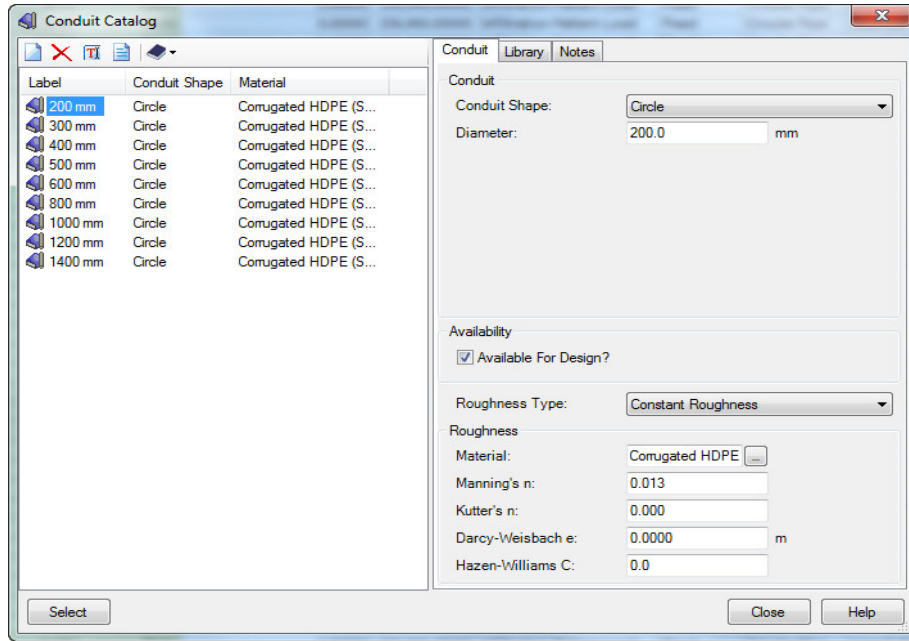 Conduit Catalog
Label Conduit Shape Material
200 mm Circle Corrugated HDPE (S...
300 mm Circle Corrugated HDPE (S...
400 mm Circle Corrugated HDPE (S...
500 mm Circle Corrugated HDPE (S...
600 mm Circle Corrugated HDPE (S...
800 mm Circle Corrugated HDPE (S...
1000 mm Circle Corrugated HDPE (S...
1200 mm Circle Corrugated HDPE (S...
1400 mm Circle Corrugated HDPE (S...
Conduit Library Notes
Conduit
Conduit Shape: Circle
Diameter: 200.0 mm
Availability
Available For Design?
Roughness Type: Constant Roughness
Roughness
Material: Corrugated HDPE ...
Manning's n: 0.013
Kutter's n: 0.000
Darcy-Weisbach e: 0.0000 m
Hazen-Williams C: 0.0
Select Close Help